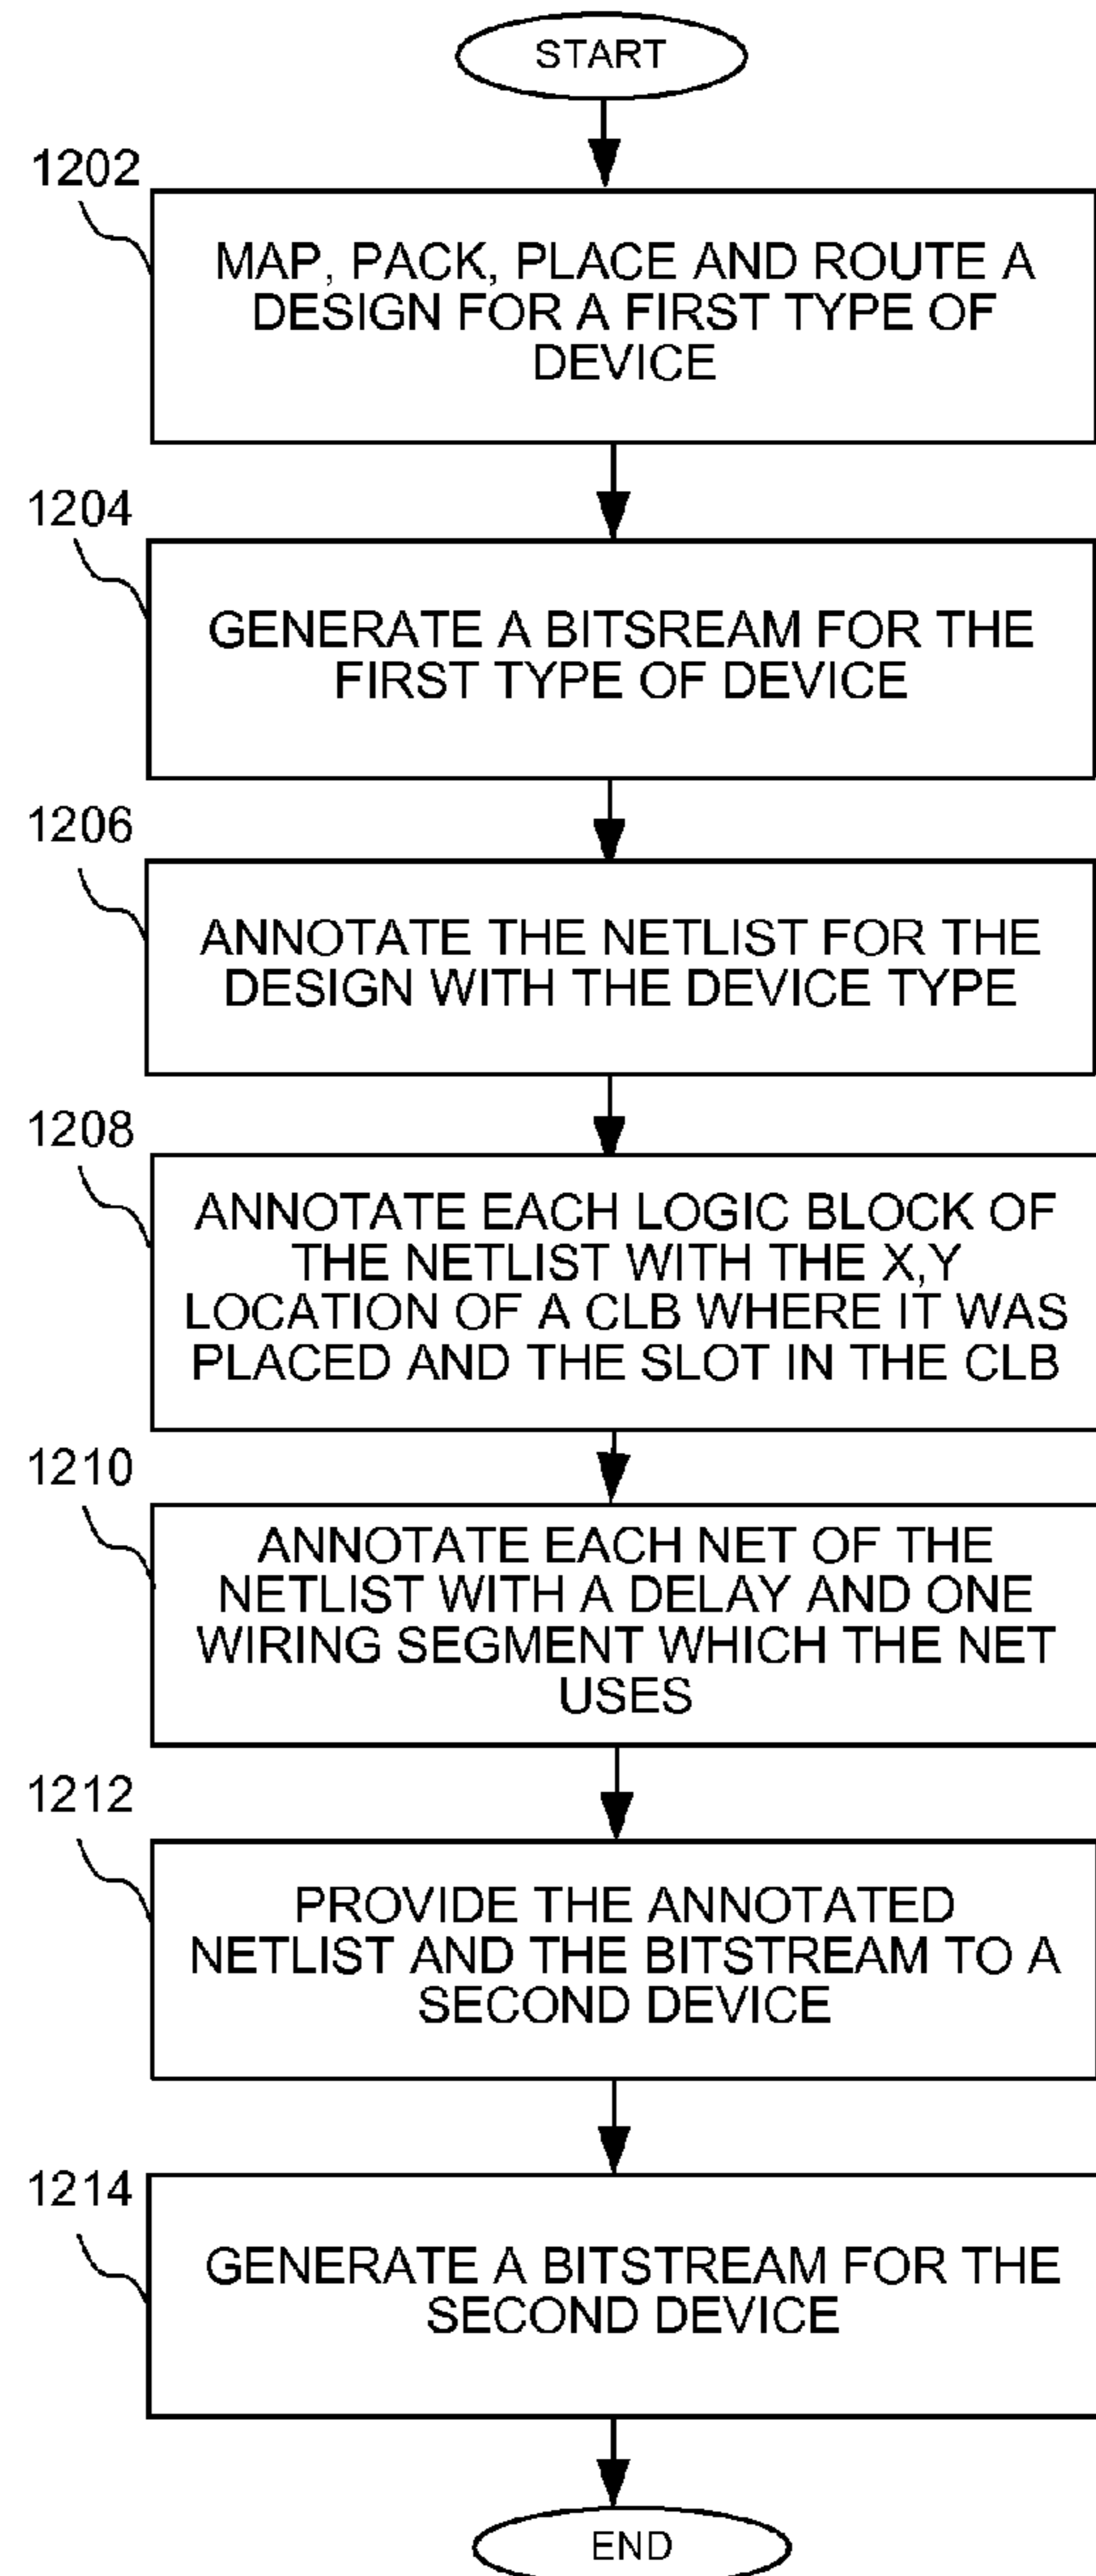 START
1202
MAP, PACK, PLACE AND ROUTE A
DESIGN FOR A FIRST TYPE OF
DEVICE
1204
GENERATE A BITSREAM FOR THE
FIRST TYPE OF DEVICE
1206
ANNOTATE THE NETLIST FOR THE
DESIGN WITH THE DEVICE TYPE
1208
ANNOTATE EACH LOGIC BLOCK OF
THE NETLIST WITH THE X,Y
LOCATION OF A CLB WHERE IT WAS
PLACED AND THE SLOT IN THE CLB
1210
ANNOTATE EACH NET OF THE
NETLIST WITH A DELAY AND ONE
WIRING SEGMENT WHICH THE NET
USES
1212
PROVIDE THE ANNOTATED
NETLIST AND THE BITSTREAM TO A
SECOND DEVICE
1214
GENERATE A BITSTREAM FOR THE
SECOND DEVICE
END